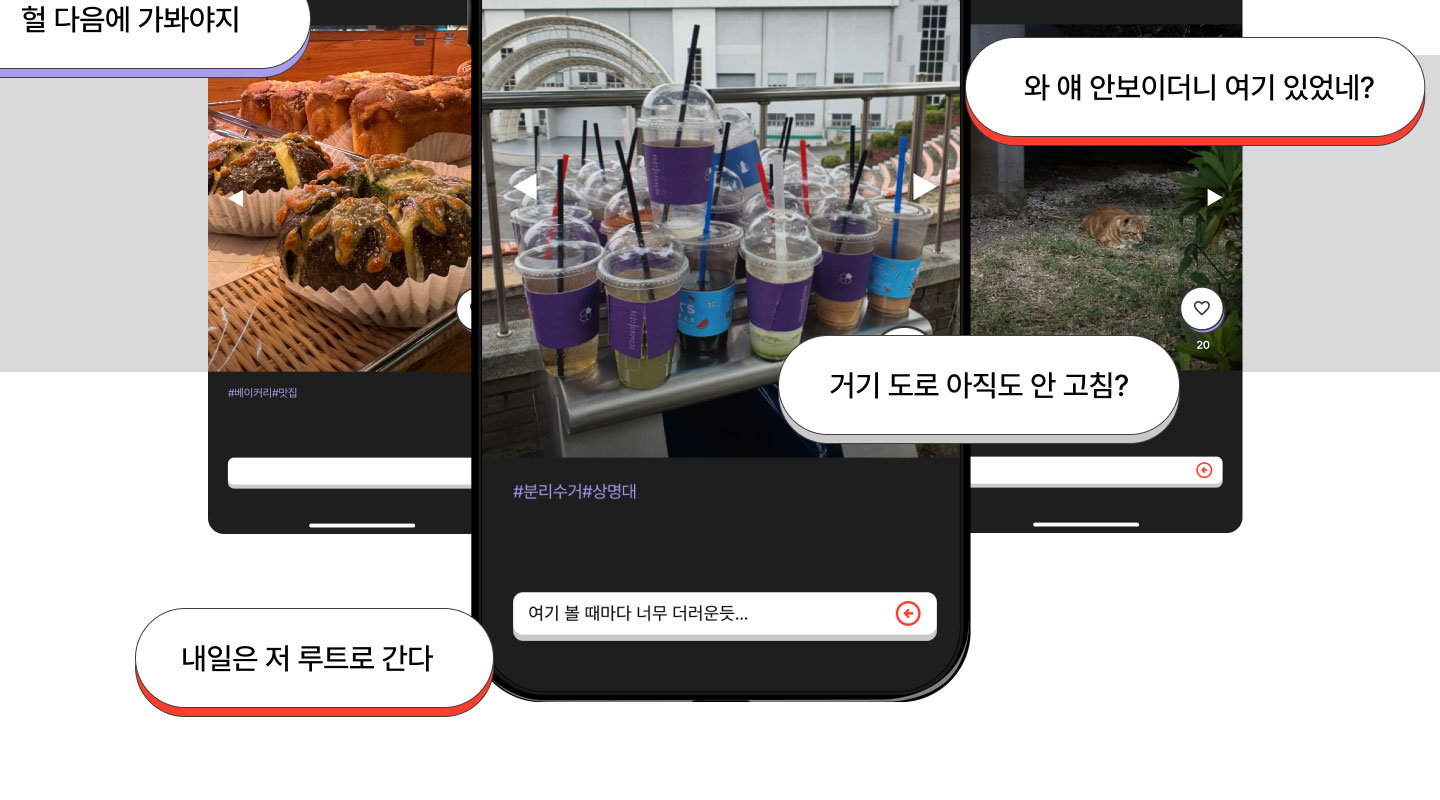 헐 다음에 가봐야지
와 얘 안보이더니 여기 있었네?
20
거기 도로 아직도 안 고침?
#베이커리#맛집
#분리수거#상명대
여기 볼 때마다 너무 더러운듯...
내일은 저 루트로 간다